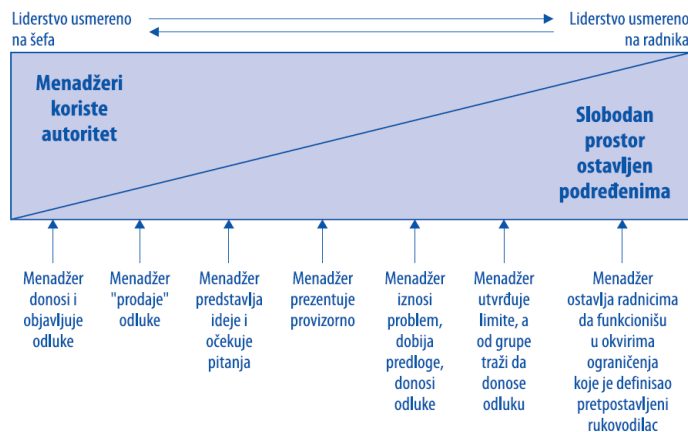 Liderstvo usmereno
na šefa
Liderstvo usmereno
na radnika
Menadžeri
koriste
autoritet
Slobodan
prostor
ostavljen
podređenima
Menadžer
donosi i
objavljuje
odluke
Menadžer
"prodaje"
odluke
Menadžer
predstavlja
ideje i
očekuje
pitanja
Menadžer
prezentuje
provizorno
Menadžer
iznosi
problem,
dobija
predloge,
donosi
odluke
Menadžer
utvrđuje
limite, a
od grupe
traži da
donose
odluku
Menadžer
ostavlja radnicima
da funkcionišu
u okvirima
ograničenja
koje je definisao
pretpostavljeni
rukovodilac